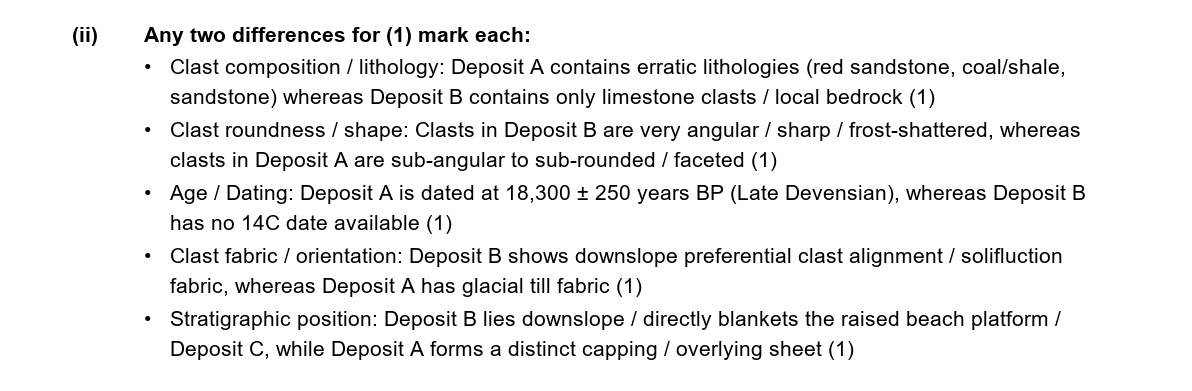 (ii) Any two differences for (1) mark each:
• Clast composition / lithology: Deposit A contains erratic lithologies (red sandstone, coal/shale,
sandstone) whereas Deposit B contains only limestone clasts / local bedrock (1)
• Clast roundness / shape: Clasts in Deposit B are very angular / sharp / frost-shattered, whereas
clasts in Deposit A are sub-angular to sub-rounded / faceted (1)
• Age / Dating: Deposit A is dated at 18,300 ± 250 years BP (Late Devensian), whereas Deposit B
has no 14C date available (1)
• Clast fabric / orientation: Deposit B shows downslope preferential clast alignment / solifluction
fabric, whereas Deposit A has glacial till fabric (1)
• Stratigraphic position: Deposit B lies downslope / directly blankets the raised beach platform /
Deposit C, while Deposit A forms a distinct capping / overlying sheet (1)